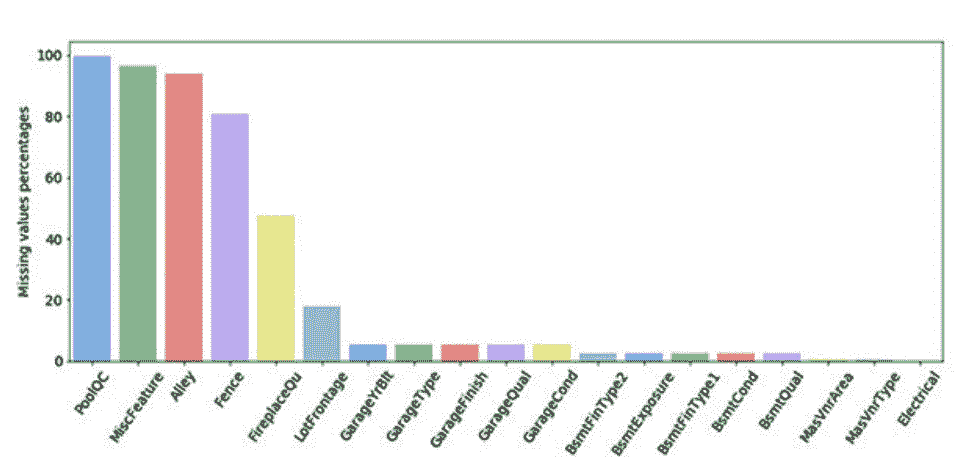 Missing values percentages
100
80
60
40
20
0
PoolQC
MiscFeature
Alley
Fence
FireplaceQu
LotFrontage
GarageYrBlt
GarageType
GarageFinish
GarageQual
GarageCond
BsmtFinType2
BsmtExposure
BsmtFinType1
BsmtCond
BsmtQual
MasVnrArea
MasVnrType
Electrical